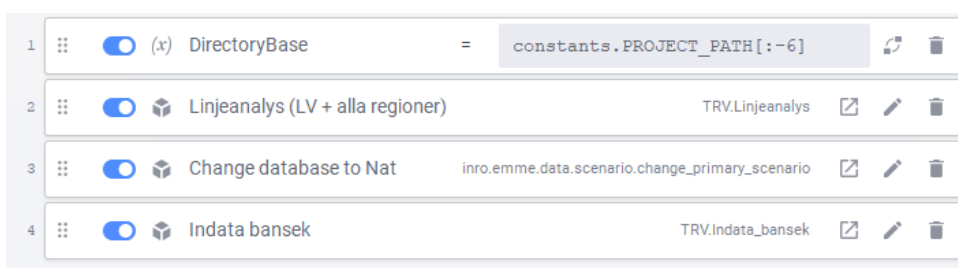 1 (x) DirectoryBase = constants.PROJECT_PATH[:-6]
2 Linjeanalys (LV + alla regioner) TRV.Linjeanalys
3 Change database to Nat inro.emme.data.scenario.change_primary_scenario
4 Indata bansek TRV.Indata_bansek